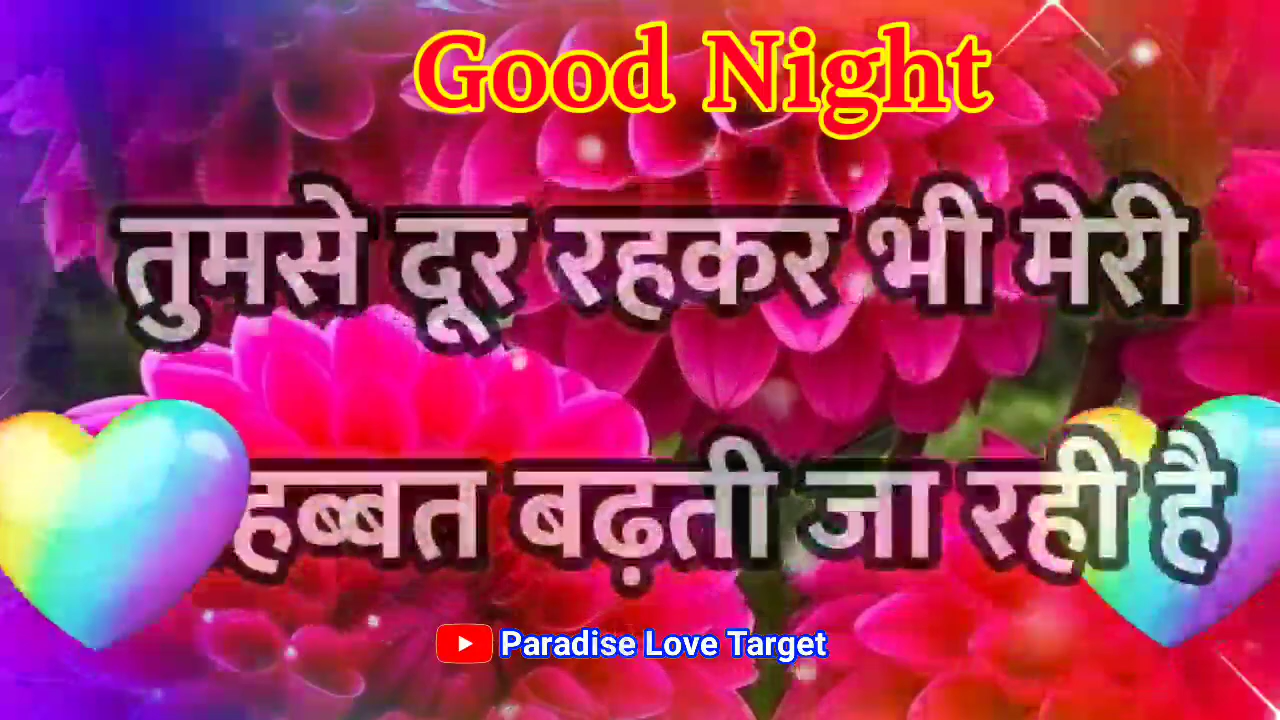 Good Night
तुमसे दूर रहकर भी मेरी
हब्बत बढ़ती जा रही है
Paradise Love Target